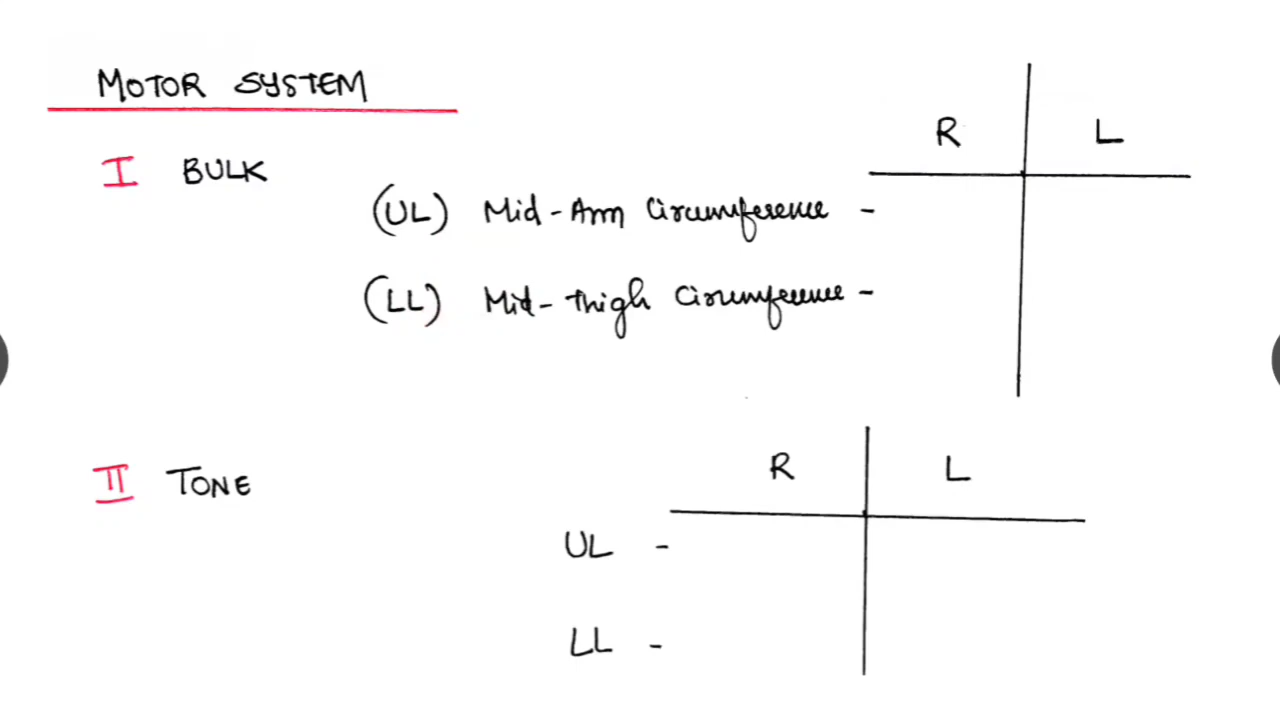 MOTOR SYSTEM
R L
I BULK
(UL) Mid-Arm Circumference -
(LL) Mid-thigh Circumference -
R L
II TONE
UL -
LL -